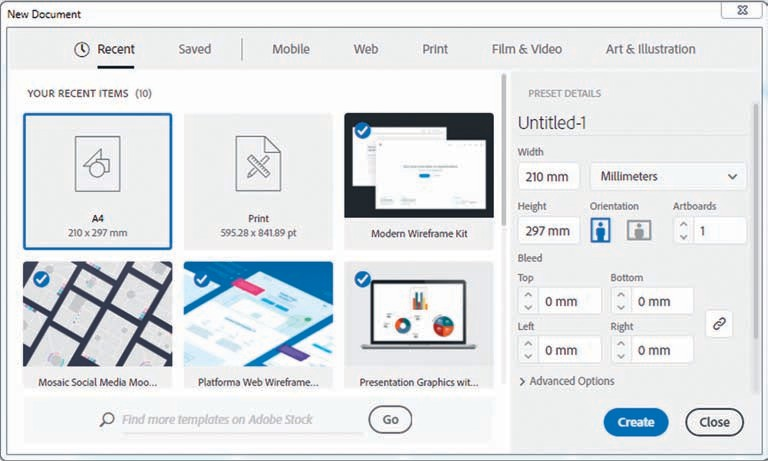 New Document
Recent Saved Mobile Web Print Film & Video Art & Illustration
YOUR RECENT ITEMS (10)
A4
210 x 297 mm
Print
595.28 x 841.89 pt
Modern Wireframe Kit
Mosaic Social Media Moo...
Platforma Web Wireframe...
Presentation Graphics wit...
Find more templates on Adobe Stock Go
PRESET DETAILS
Untitled-1
Width
210 mm Millimeters
Height Orientation Artboards
297 mm 1
Bleed
Top Bottom
0 mm 0 mm
Left Right
0 mm 0 mm
Advanced Options
Create Close